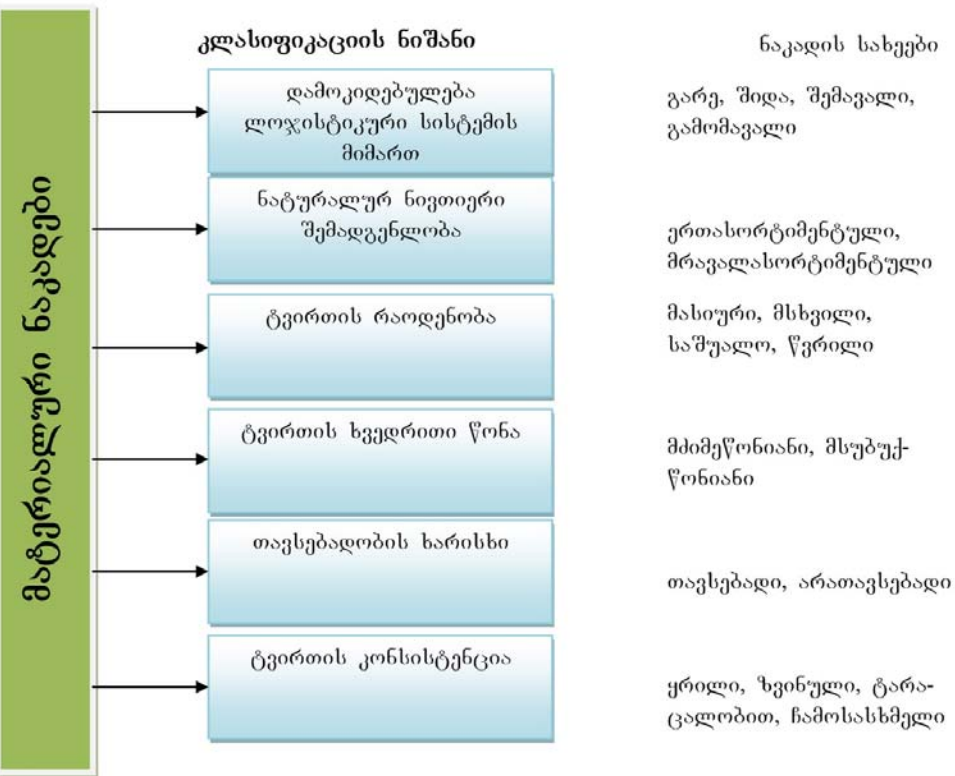 მატერიალური ნაკადები
კლასიფიკაციის ნიშანი
ნაკადის სახეები
დამოკიდებულება
ლოჯისტიკური სისტემის
მიმართ
გარე, შიდა, შემავალი,
გამომავალი
ნატურალურ ნივთიერი
შემადგენლობა
ერთასორტიმენტული,
მრავალასორტიმენტული
ტვირთის რაოდენობა
მასიური, მსხვილი,
საშუალო, წვრილი
ტვირთის ხვედრითი წონა
მძიმეწონიანი, მსუბუქ-
წონიანი
თავსებადობის ხარისხი
თავსებადი, არათავსებადი
ტვირთის კონსისტენცია
ყრილი, ზვინული, ტარა-
ცალობით, ჩამოსასხმელი